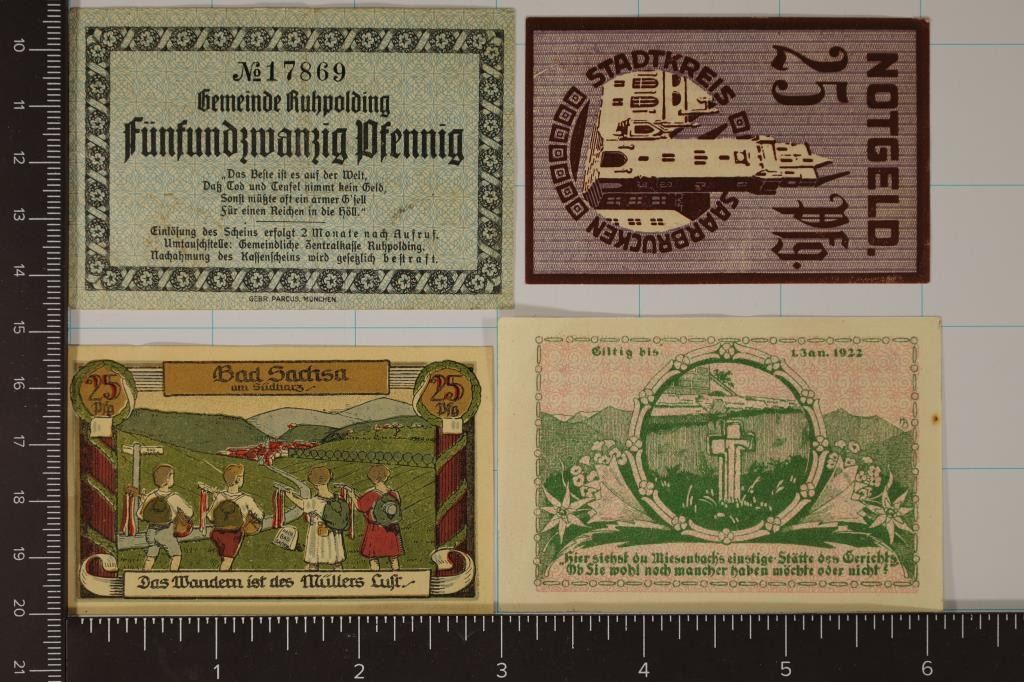 №17869
Gemeinde Ruhpolding
Fünfundzwanzig Pfennig
„Das Beste ist es auf der Welt,
Daß Tod und Teufel nimmt kein Geld,
Sonst müßte oft ein armer G'sell
Für einen Reichen in die Höll."
Einlösung des Scheins erfolgt 2 Monate nach Aufruf.
Umtauschstelle: Gemeindliche Zentralkasse Ruhpolding.
Nachahmung des Kassenscheins wird gesetzlich bestraft.
GEBR. PARCUS, MÜNCHEN.
NOTGELD.
25 Pfg.
STADTKREIS
SAARBRÜCKEN
25
Pfg
Bad Sachsa
am Südharz
25
Pfg
Das Wandern ist des Müllers Lust.
Giltig bis 1. Jan. 1922
"Hier siehst du Miesenbachs einstige Stätte des Gerichts
Ob Sie wohl noch mancher haben möchte oder nicht!"
10
11
12
13
14
15
16
17
18
19
20
21
1 2 3 4 5 6